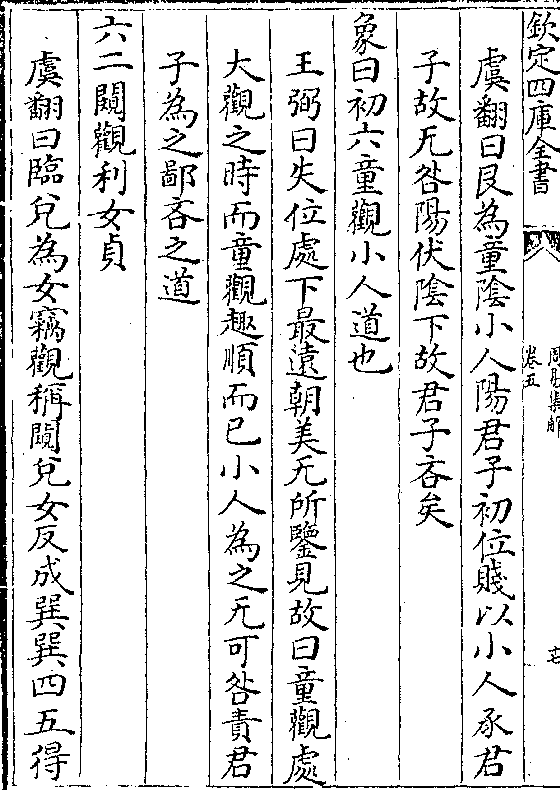 欽定四庫全書
周易集解
卷五
虞翻曰艮為童陰小人陽君子初位賤以小人承君
子故无咎陽伏陰下故君子吝矣
象曰初六童觀小人道也
王弼曰失位處下最遠朝美无所鑒見故曰童觀處
大觀之時而童觀趣順而已小人為之无可咎責君
子為之鄙吝之道
六二闚觀利女貞
虞翻曰臨兌為女竊觀稱闚兌女反成巽巽四五得